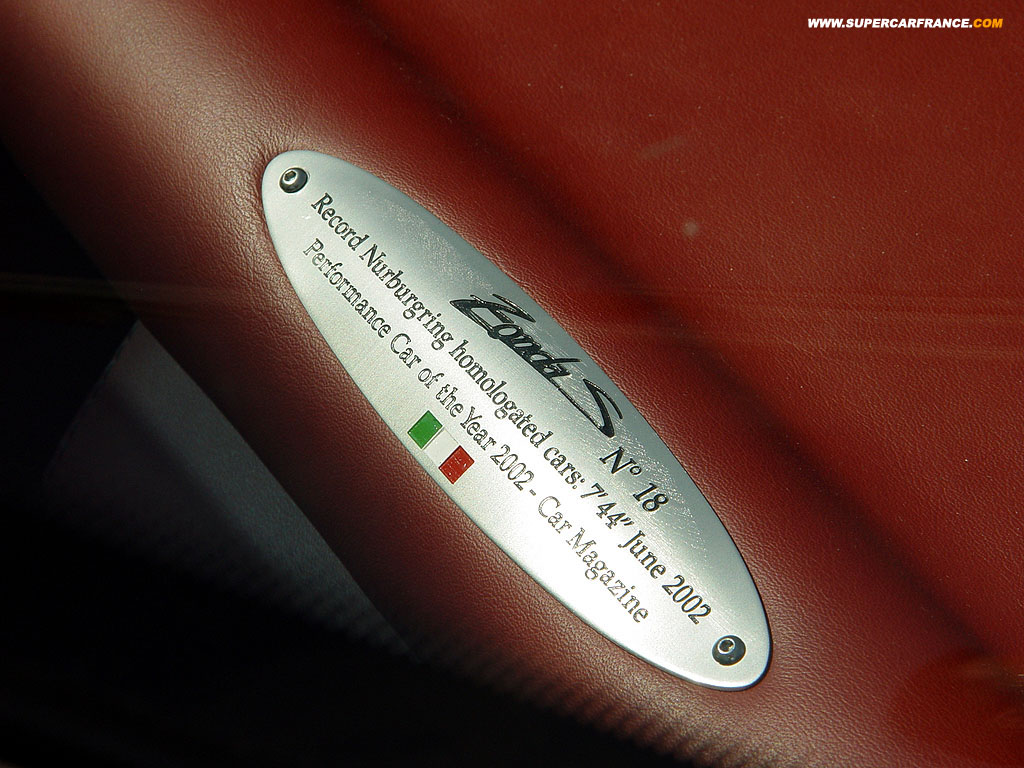 WWW.SUPERCARFRANCE.COM
Zonda S N° 18
Record Nurburgring homologated cars: 7'44" June 2002
Performance Car of the Year 2002 - Car Magazine